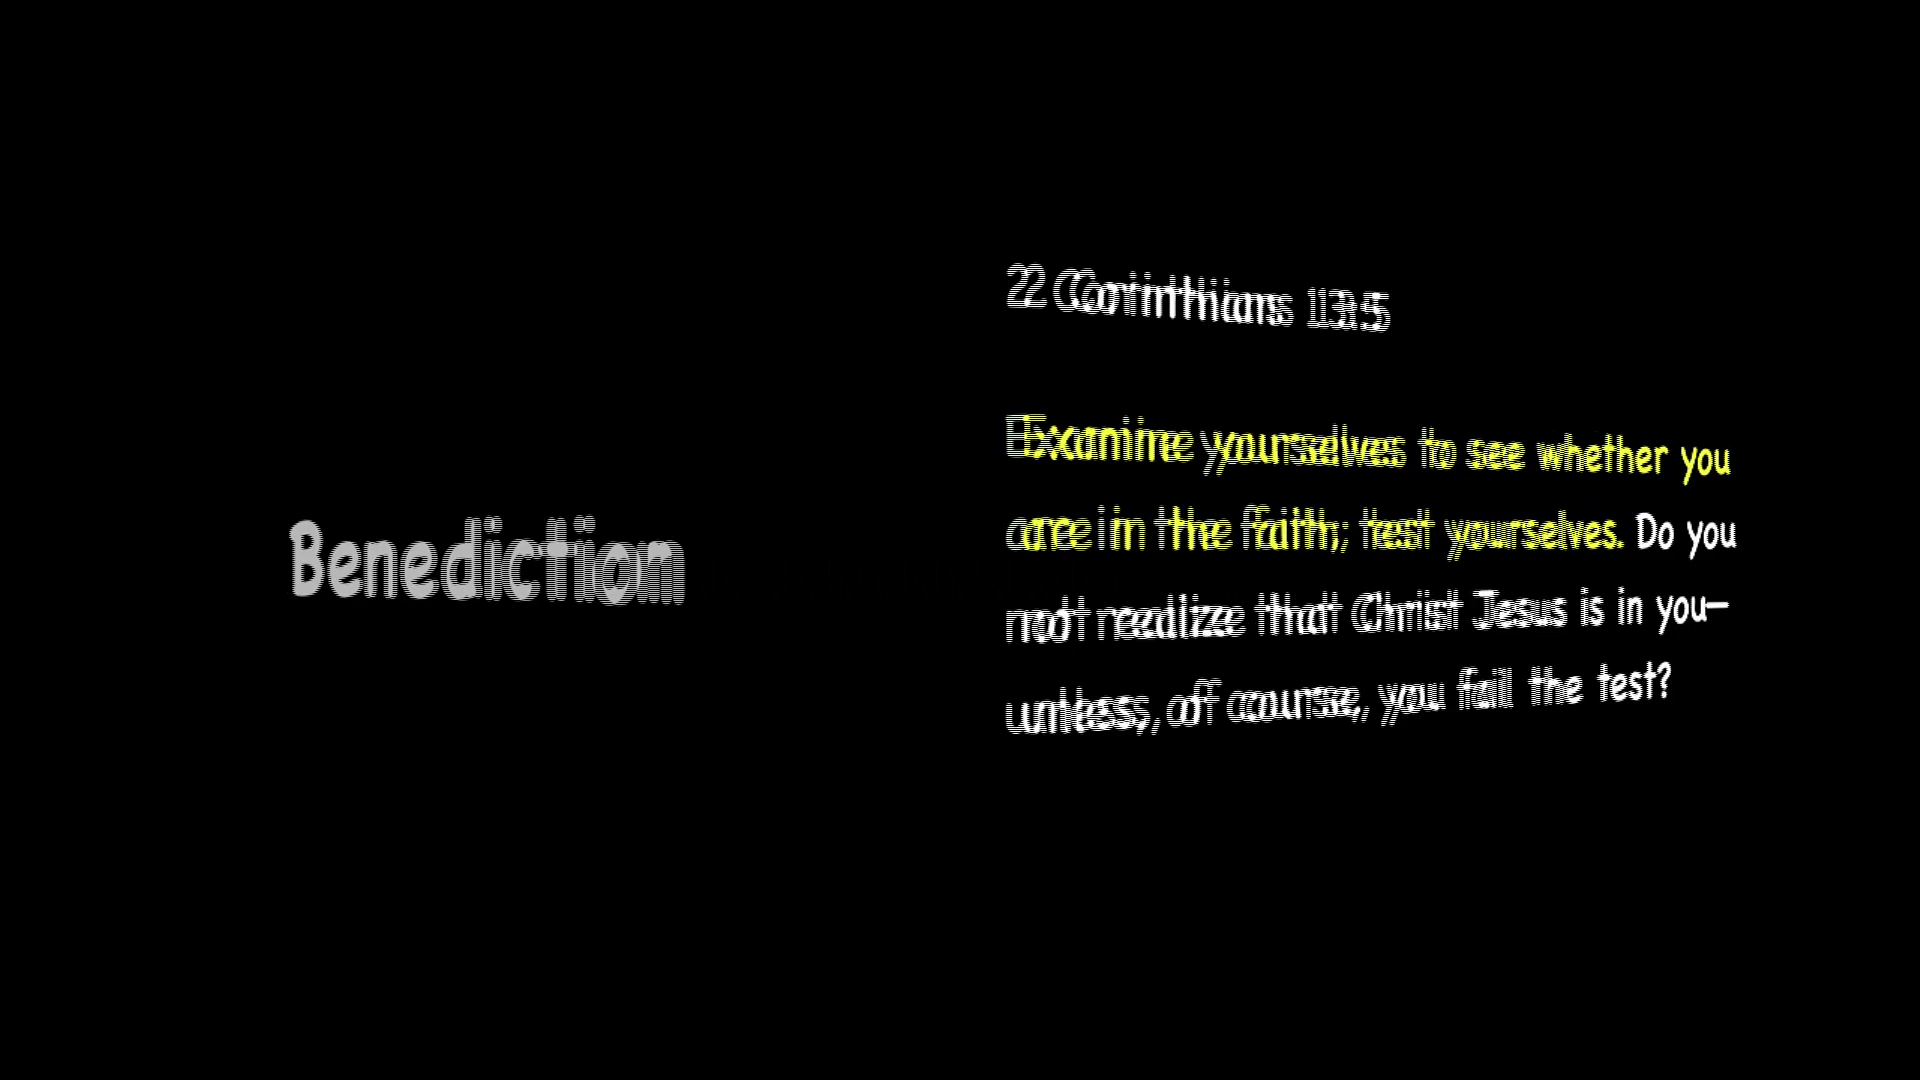 Benediction
2 Corinthians 13:5
Examine yourselves to see whether you
are in the faith; test yourselves. Do you
not realize that Christ Jesus is in you—
unless, of course, you fail the test?